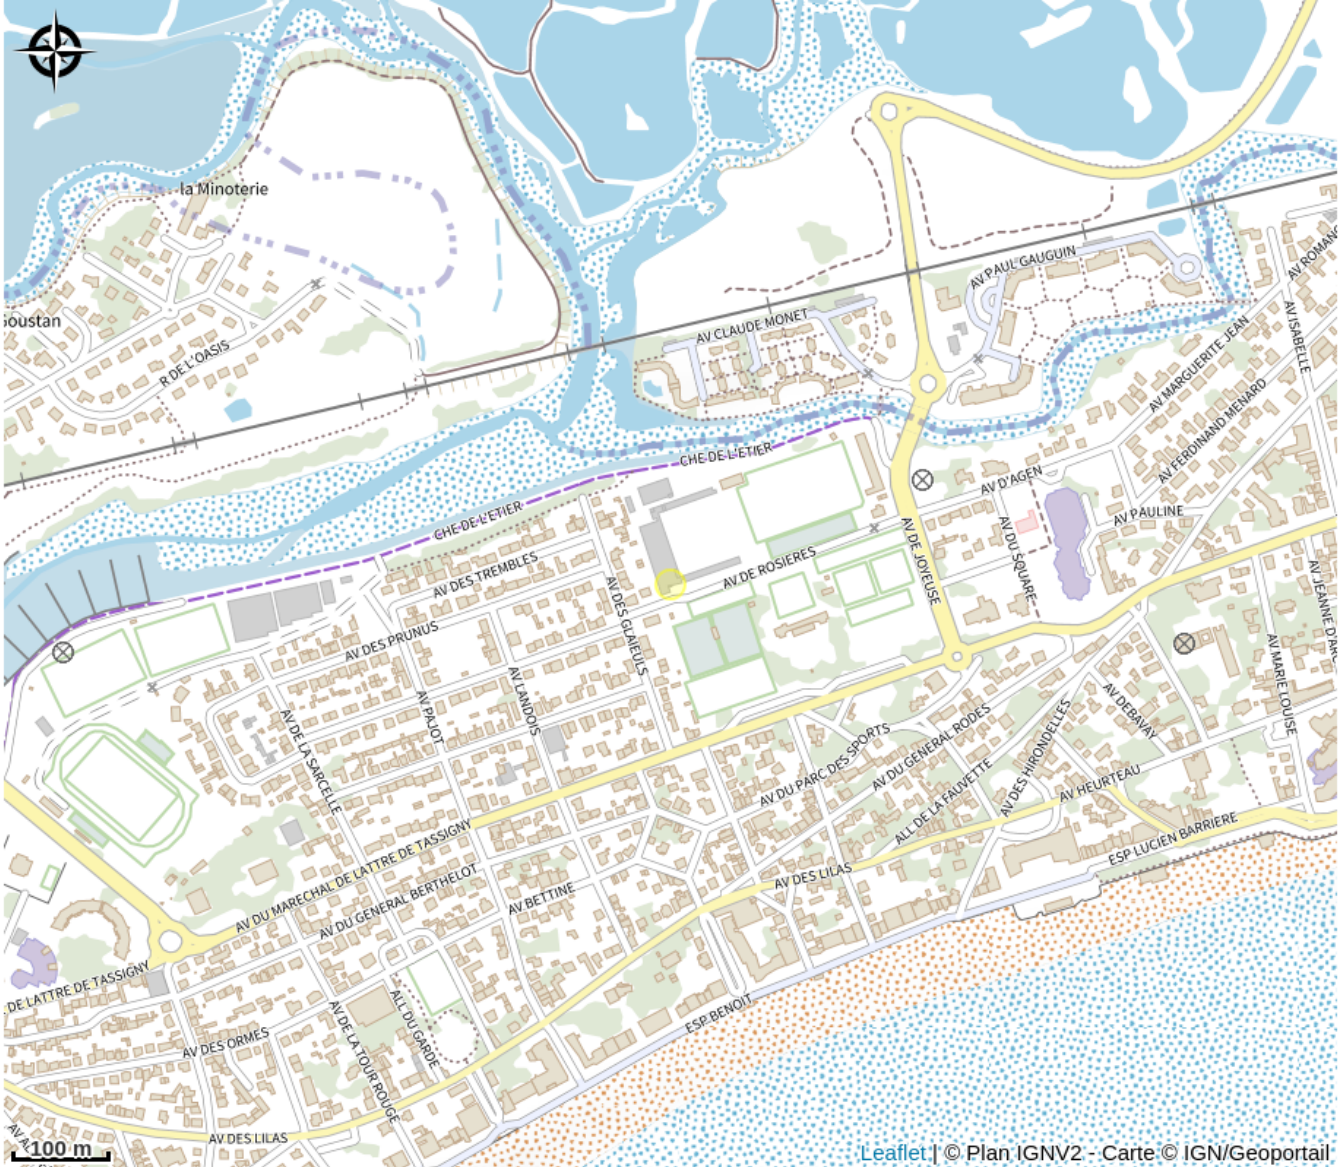 la Minoterie
AV PAUL GAUGUIN
AV ROMANO
oustan
AV CLAUDE MONET
AV ISABELLE
R DE L'OASIS
AV MARGUERITE JEAN
AV FERDINAND MENARD
CHE DE L'ETIER
AV D'AGEN
CHE DE L'ETIER
AV PAULINE
AV DE JOYEUSE
AV DU SQUARE
AV DES TREMBLES
AV DE ROSIERES
AV DES GLAIEULS
AV JEANNE D'ARC
AV DES PRUNUS
AV MARIE LOUISE
AV LANDOIS
AV PAJOT
AV DE LA SARCELLE
AV DEBAVAY
AV DU PARC DES SPORTS
AV DU GENERAL RODES
AV DES HIRONDELLES
ALL DE LA FAUVETTE
AV HEURTEAU
AV DU MARECHAL DE LATTRE DE TASSIGNY
ESP LUCIEN BARRIERE
AV DES LILAS
AV DU GENERAL BERTHELOT
AV BETTINE
DE LATTRE DE TASSIGNY
AV DES ORMES
AV DE LA TOUR ROUGE
ALL DU GARDE
ESP BENOIT
AV DES LILAS
100 m
Leaflet | © Plan IGNV2 - Carte © IGN/Geoportail